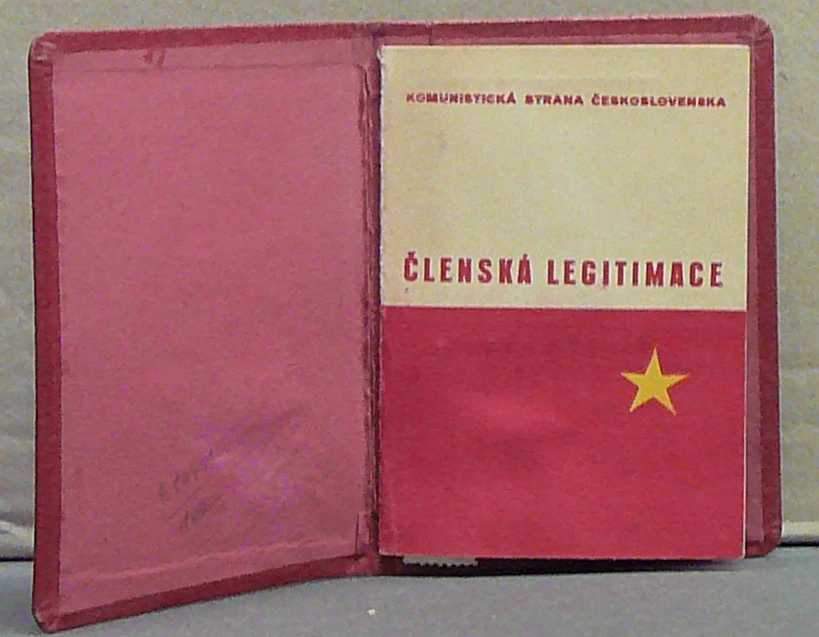 KOMUNISTICKÁ STRANA ČESKOSLOVENSKA
ČLENSKÁ LEGITIMACE